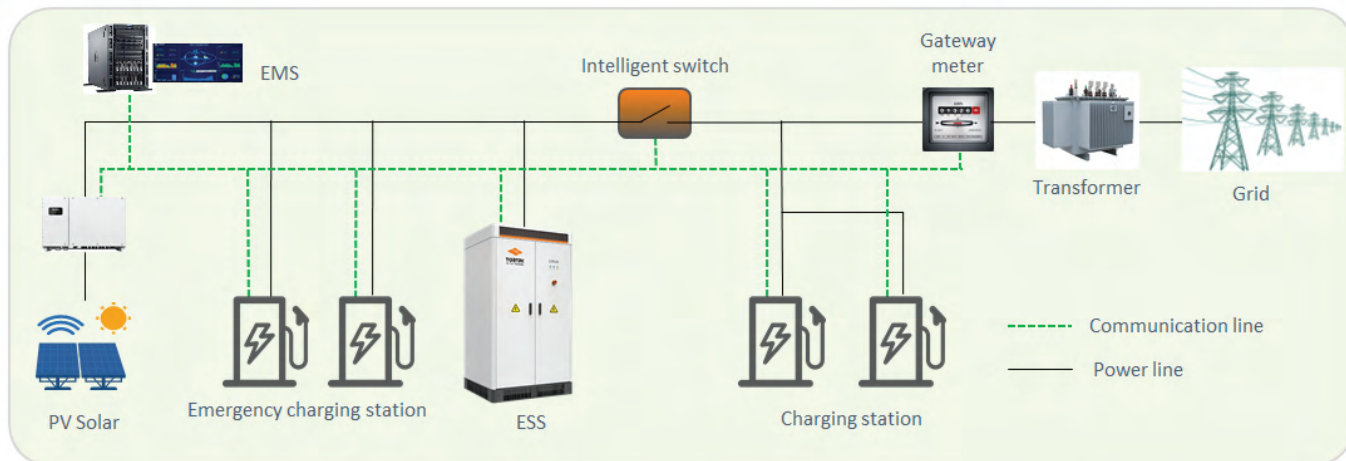 EMS
Intelligent switch
Gateway
meter
Transformer
Grid
PV Solar
Emergency charging station
ESS
Charging station
Communication line
Power line